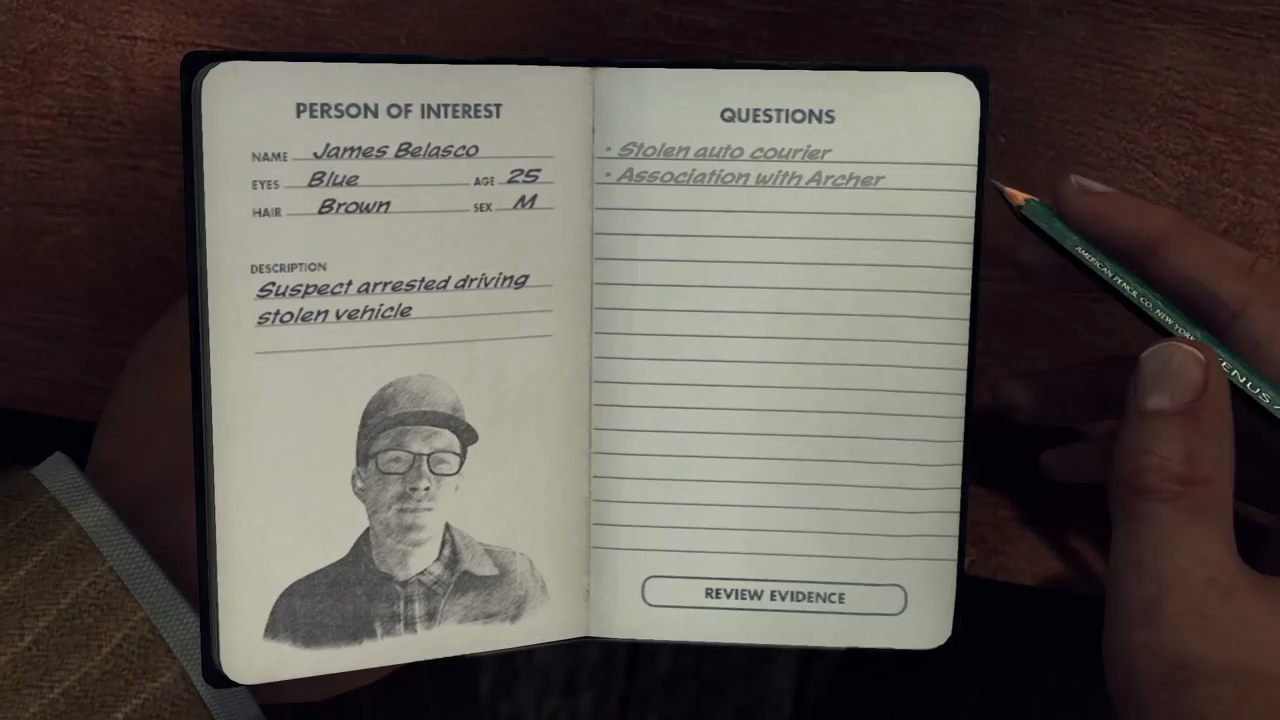 PERSON OF INTEREST
NAME James Belasco
EYES Blue AGE 25
HAIR Brown SEX M
DESCRIPTION
Suspect arrested driving
stolen vehicle
QUESTIONS
• Stolen auto courier
• Association with Archer
REVIEW EVIDENCE
AMERICAN PENCIL CO. NEW YORK
VENUS